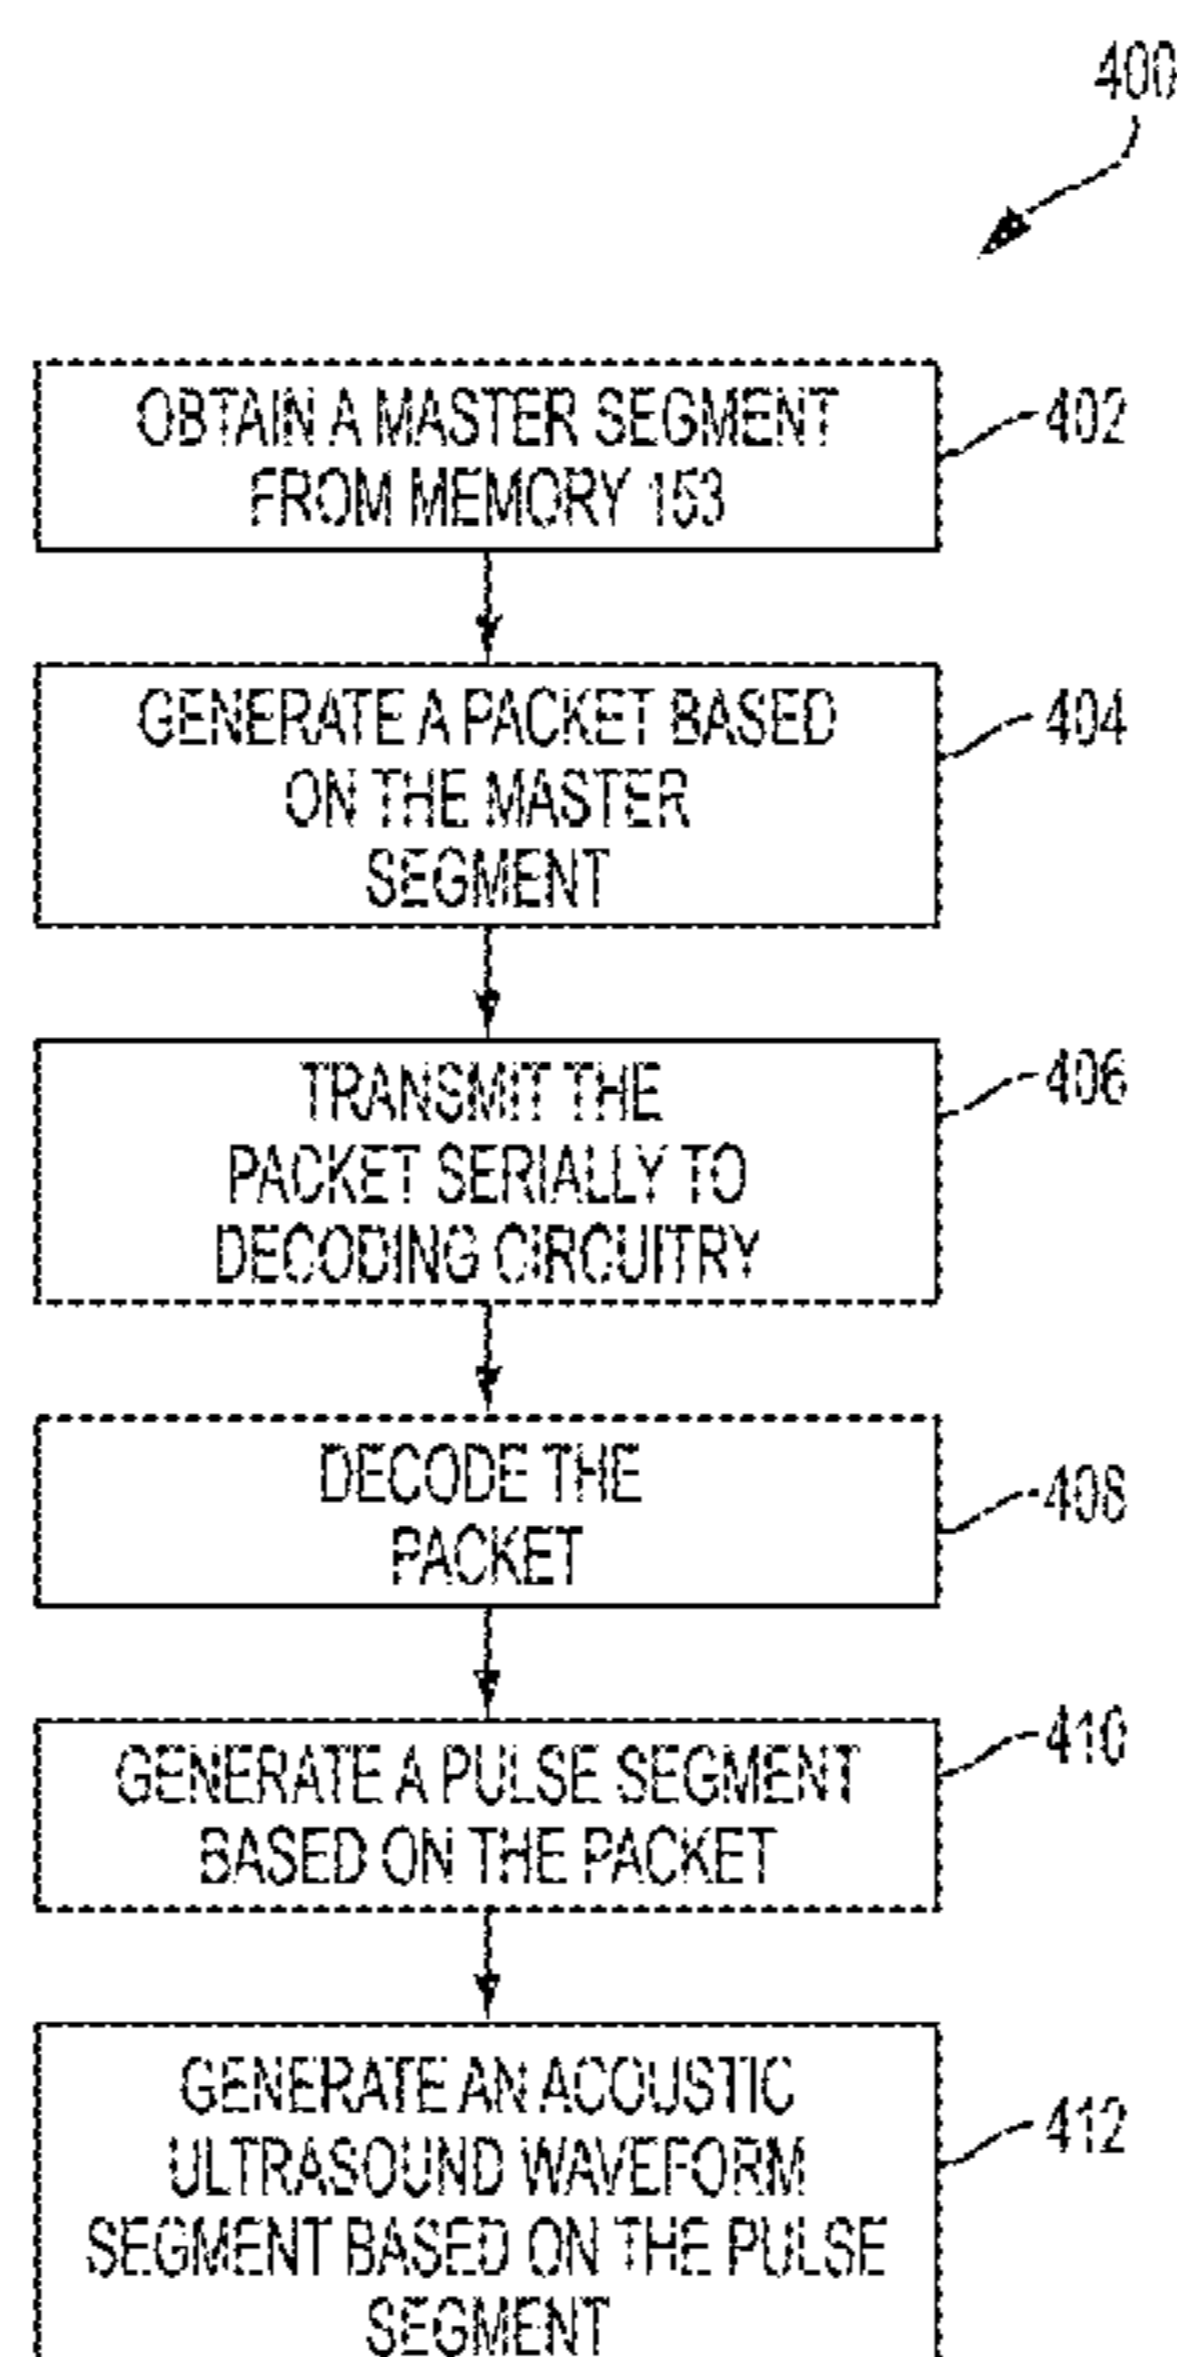 400
OBTAIN A MASTER SEGMENT
FROM MEMORY 153
402
GENERATE A PACKET BASED
ON THE MASTER
SEGMENT
404
TRANSMIT THE
PACKET SERIALLY TO
DECODING CIRCUITRY
406
DECODE THE
PACKET
408
GENERATE A PULSE SEGMENT
BASED ON THE PACKET
410
GENERATE AN ACOUSTIC
ULTRASOUND WAVEFORM
SEGMENT BASED ON THE PULSE
SEGMENT
412